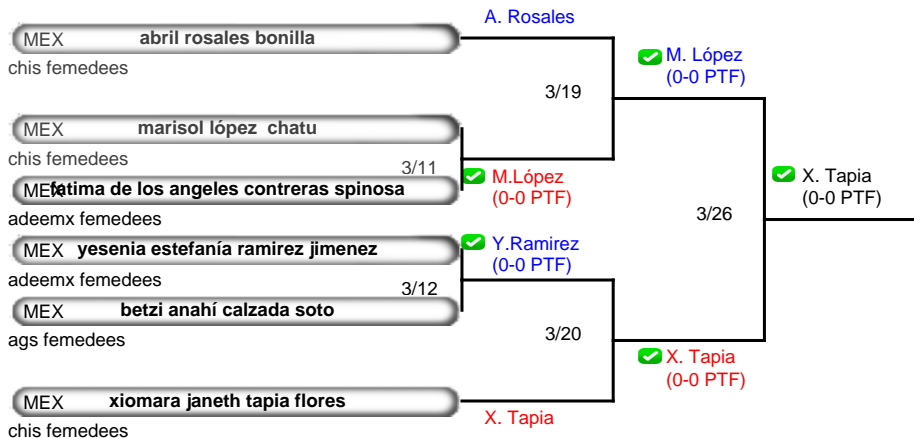 A. Rosales
MEX abril rosales bonilla
chis femedees
M. López
(0-0 PTF)
3/19
MEX marisol lópez chatu
chis femedees
3/11
MEX fatima de los angeles contreras spinosa
adeemx femedees
M.López
(0-0 PTF)
X. Tapia
(0-0 PTF)
3/26
MEX yesenia estefanía ramirez jimenez
adeemx femedees
Y.Ramirez
(0-0 PTF)
3/12
MEX betzi anahí calzada soto
ags femedees
3/20
X. Tapia
(0-0 PTF)
MEX xiomara janeth tapia flores
chis femedees
X. Tapia